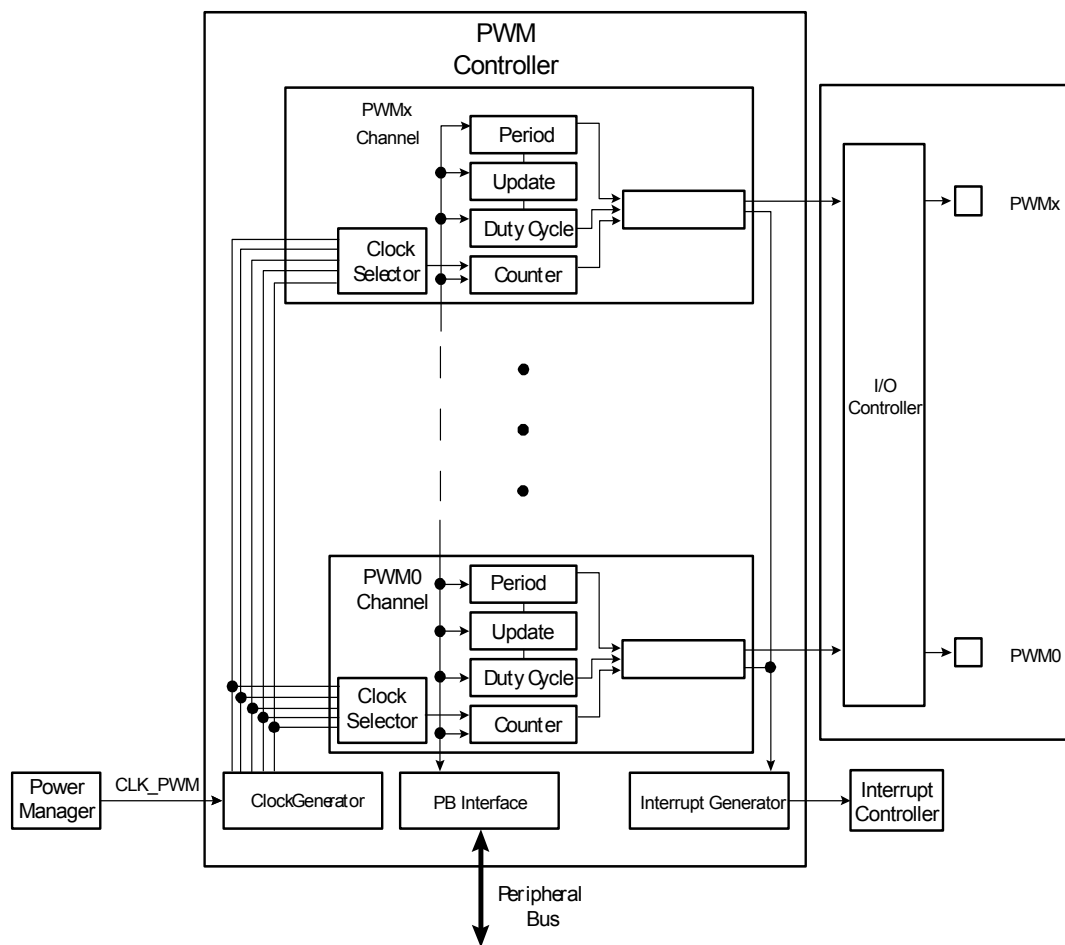 PWM
Controller
PWMx
Channel
Period
Update
Duty Cycle
Clock
Selector
Counter
PWMx
I/O
Controller
PWM0
Channel
Period
Update
Duty Cycle
Clock
Selector
Counter
PWM0
Power
Manager
CLK_PWM
ClockGenerator
PB Interface
Interrupt Generator
Interrupt
Controller
Peripheral
Bus